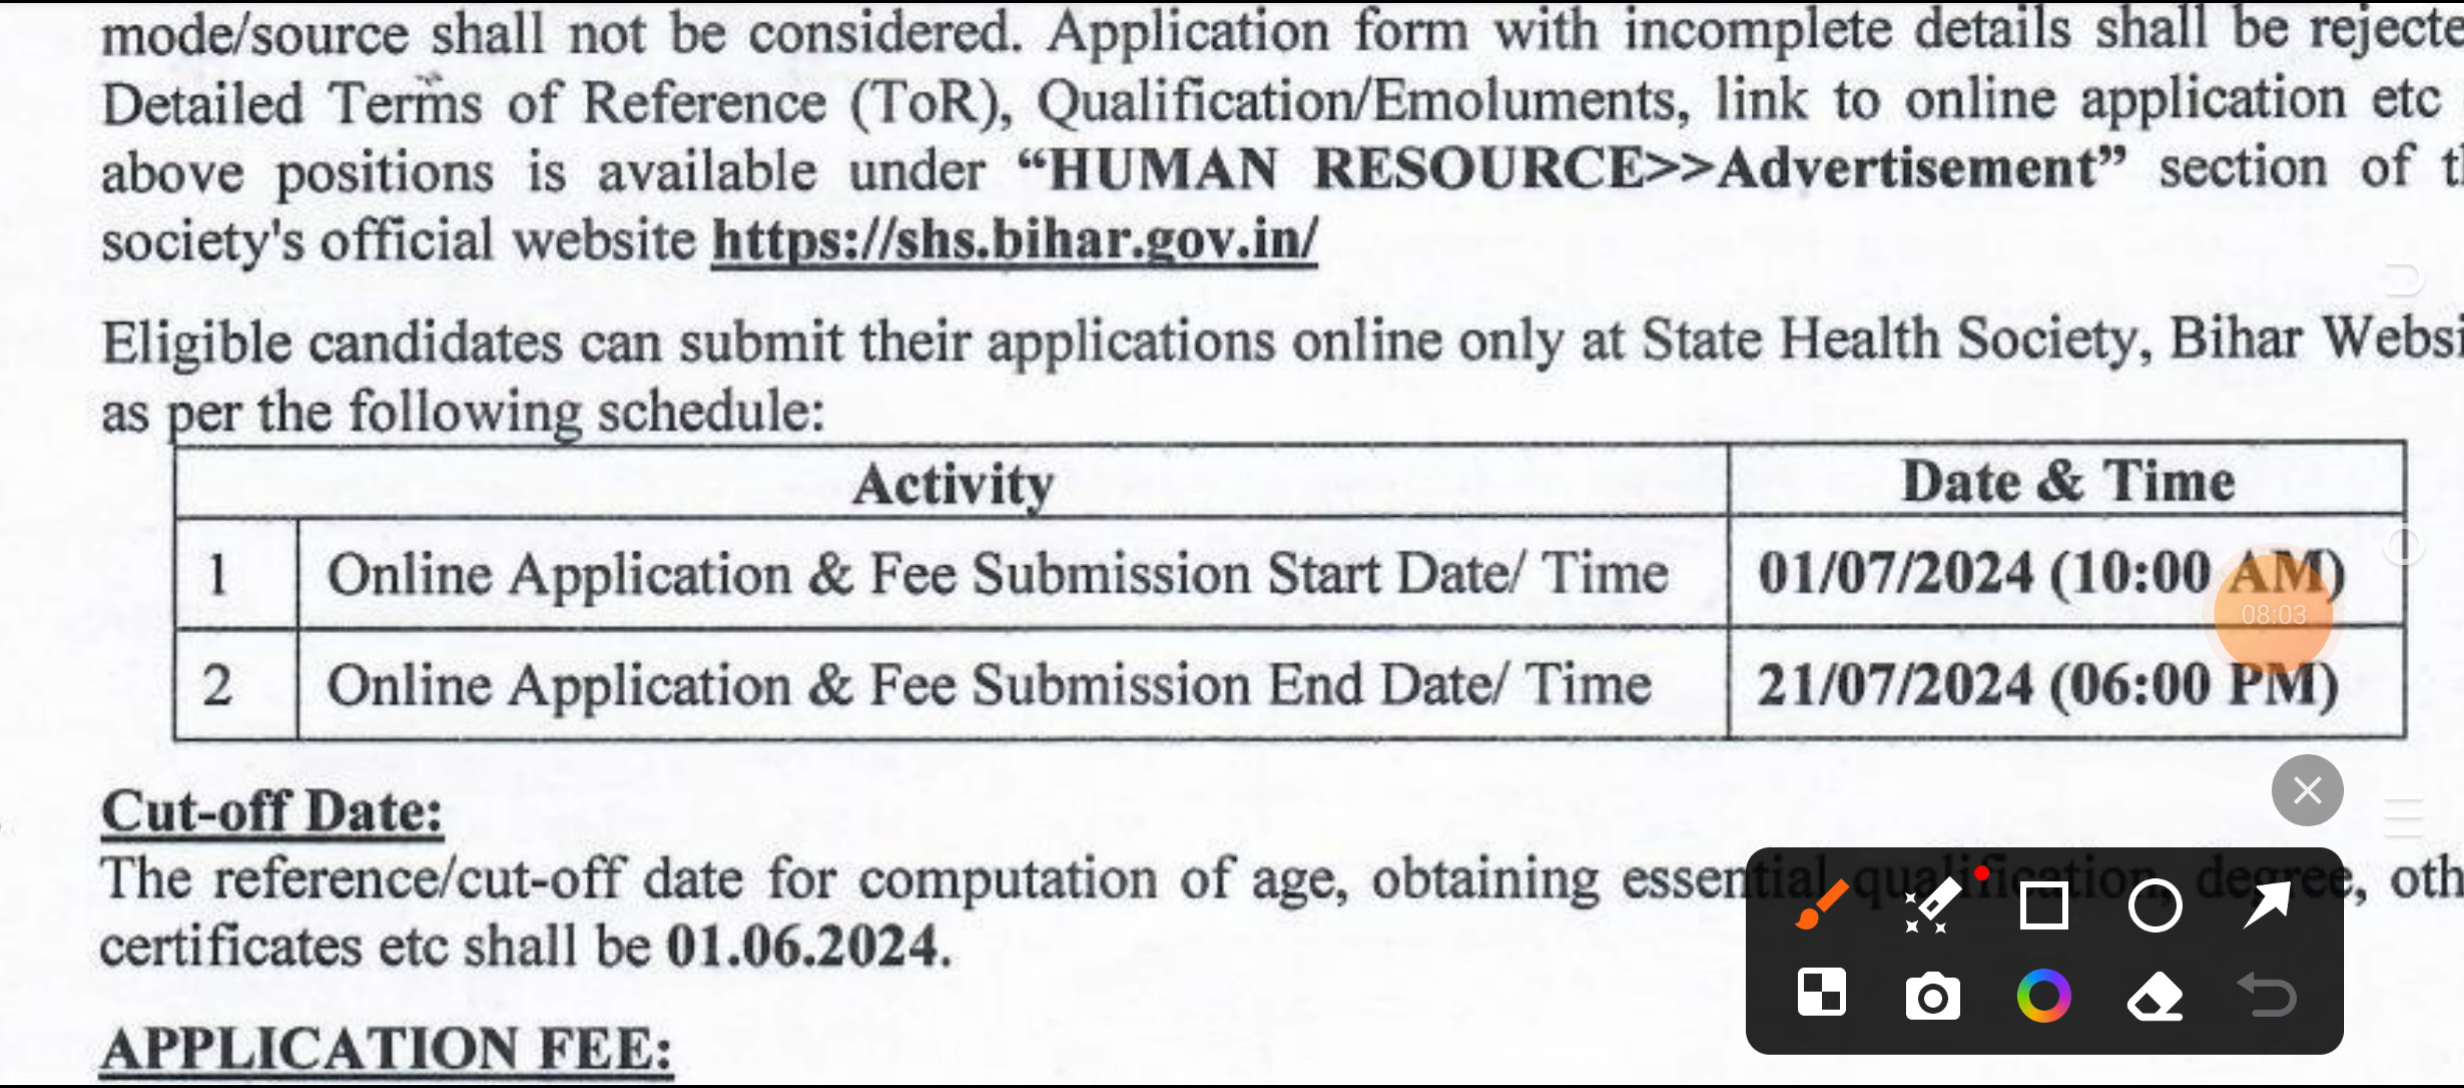 mode/source shall not be considered. Application form with incomplete details shall be rejecte
Detailed Terms of Reference (ToR), Qualification/Emoluments, link to online application etc
above positions is available under “HUMAN RESOURCE>>Advertisement” section of th
society's official website https://shs.bihar.gov.in/
Eligible candidates can submit their applications online only at State Health Society, Bihar Websi
as per the following schedule:
Activity Date & Time
1 Online Application & Fee Submission Start Date/ Time 01/07/2024 (10:00 AM)
08:03
2 Online Application & Fee Submission End Date/ Time 21/07/2024 (06:00 PM)
Cut-off Date:
The reference/cut-off date for computation of age, obtaining essential qualification, degree, oth
certificates etc shall be 01.06.2024.
APPLICATION FEE: